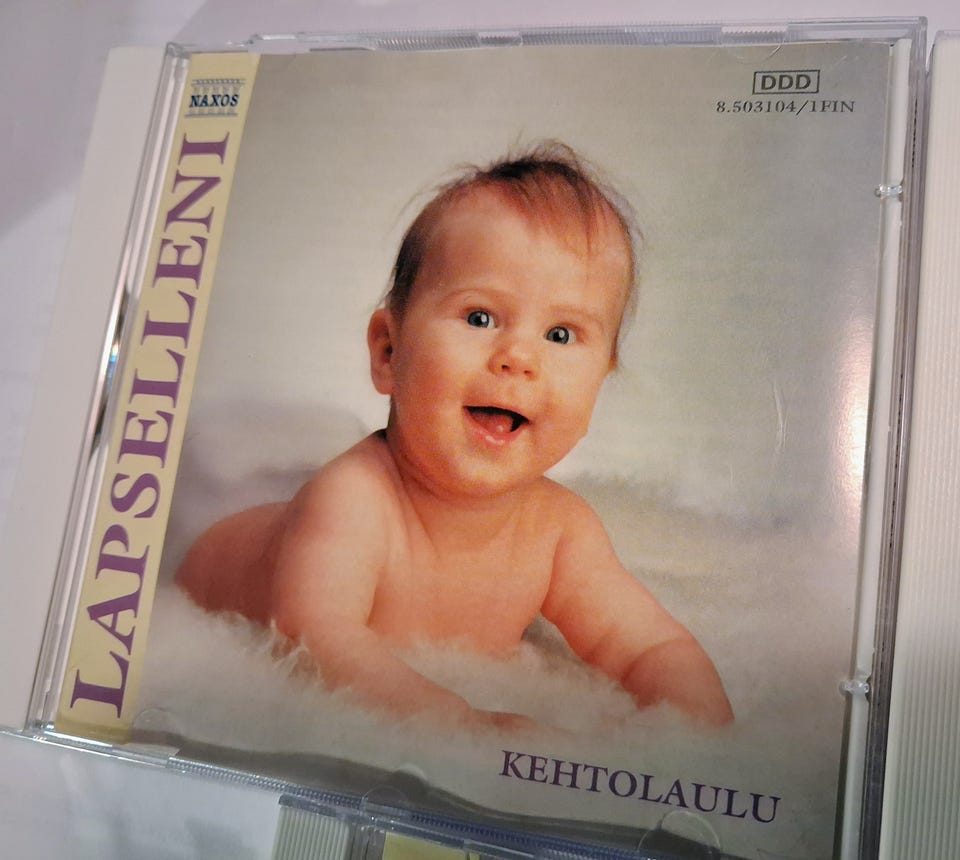 NAXOS
LAPSELLENI
DDD
8.503104/1FIN
KEHTOLAULU